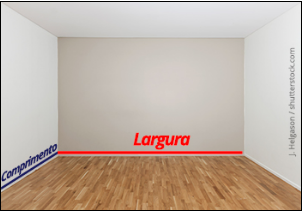 Largura
Comprimento
J. Helgason / shutterstock.com